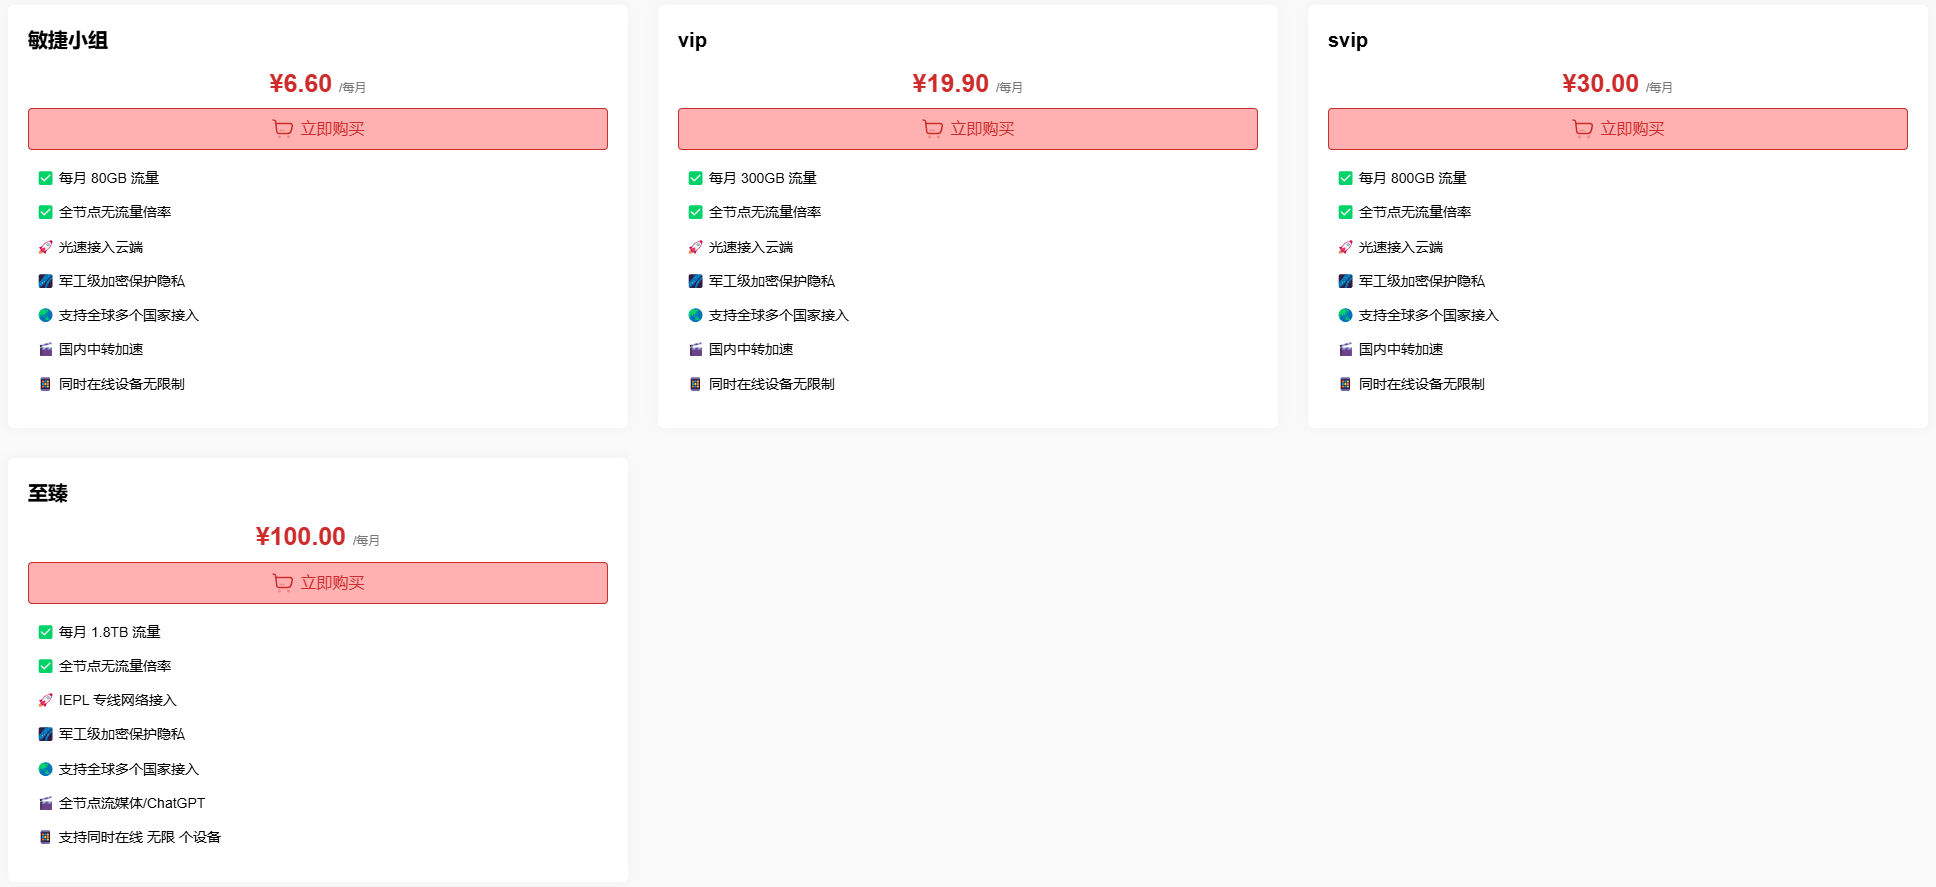 敏捷小组
¥6.60 /每月
立即购买
每月 80GB 流量
全节点无流量倍率
光速接入云端
军工级加密保护隐私
支持全球多个国家接入
国内中转加速
同时在线设备无限制
vip
¥19.90 /每月
立即购买
每月 300GB 流量
全节点无流量倍率
光速接入云端
军工级加密保护隐私
支持全球多个国家接入
国内中转加速
同时在线设备无限制
svip
¥30.00 /每月
立即购买
每月 800GB 流量
全节点无流量倍率
光速接入云端
军工级加密保护隐私
支持全球多个国家接入
国内中转加速
同时在线设备无限制
至臻
¥100.00 /每月
立即购买
每月 1.8TB 流量
全节点无流量倍率
IEPL 专线网络接入
军工级加密保护隐私
支持全球多个国家接入
全节点流媒体/ChatGPT
支持同时在线 无限 个设备